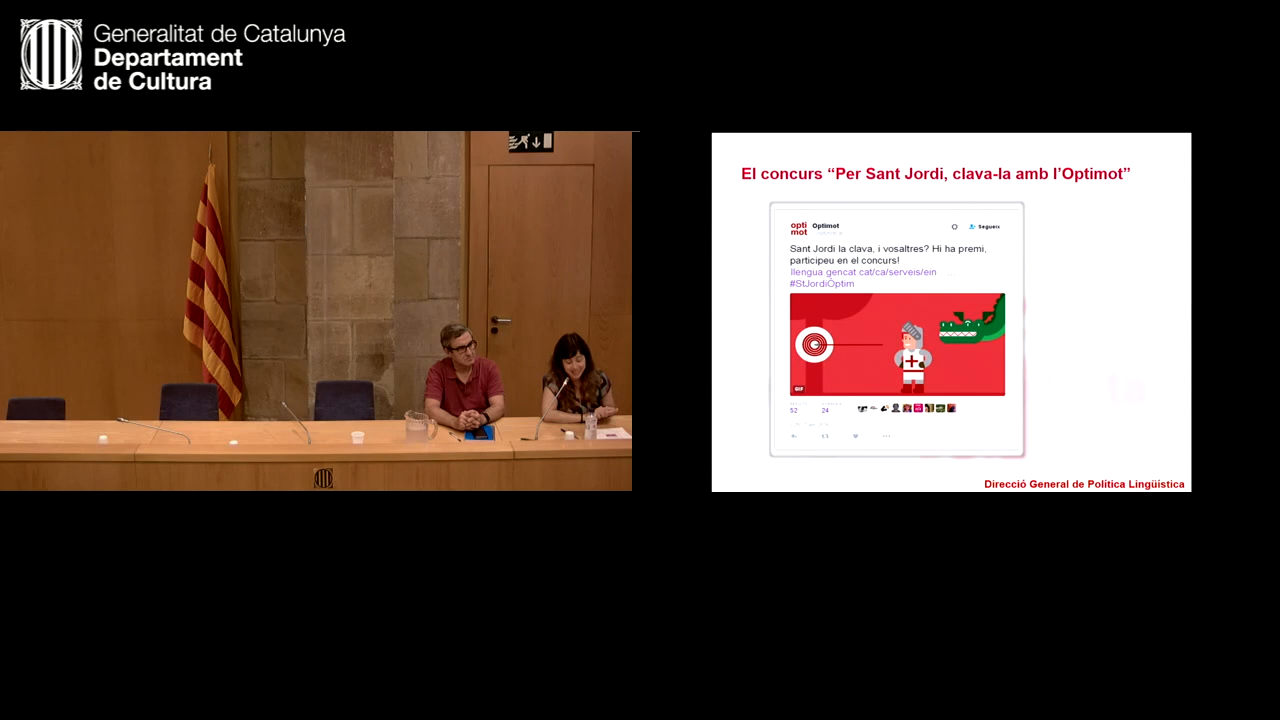 Generalitat de Catalunya
Departament
de Cultura
El concurs “Per Sant Jordi, clava-la amb l’Optimot”
opti
mot
Optimot
Segueix
Sant Jordi la clava, i vosaltres? Hi ha premi,
participeu en el concurs!
llengua gencat cat/ca/serveis/ein
#StJordiOptim
GIF
52 24
Direcció General de Política Lingüística